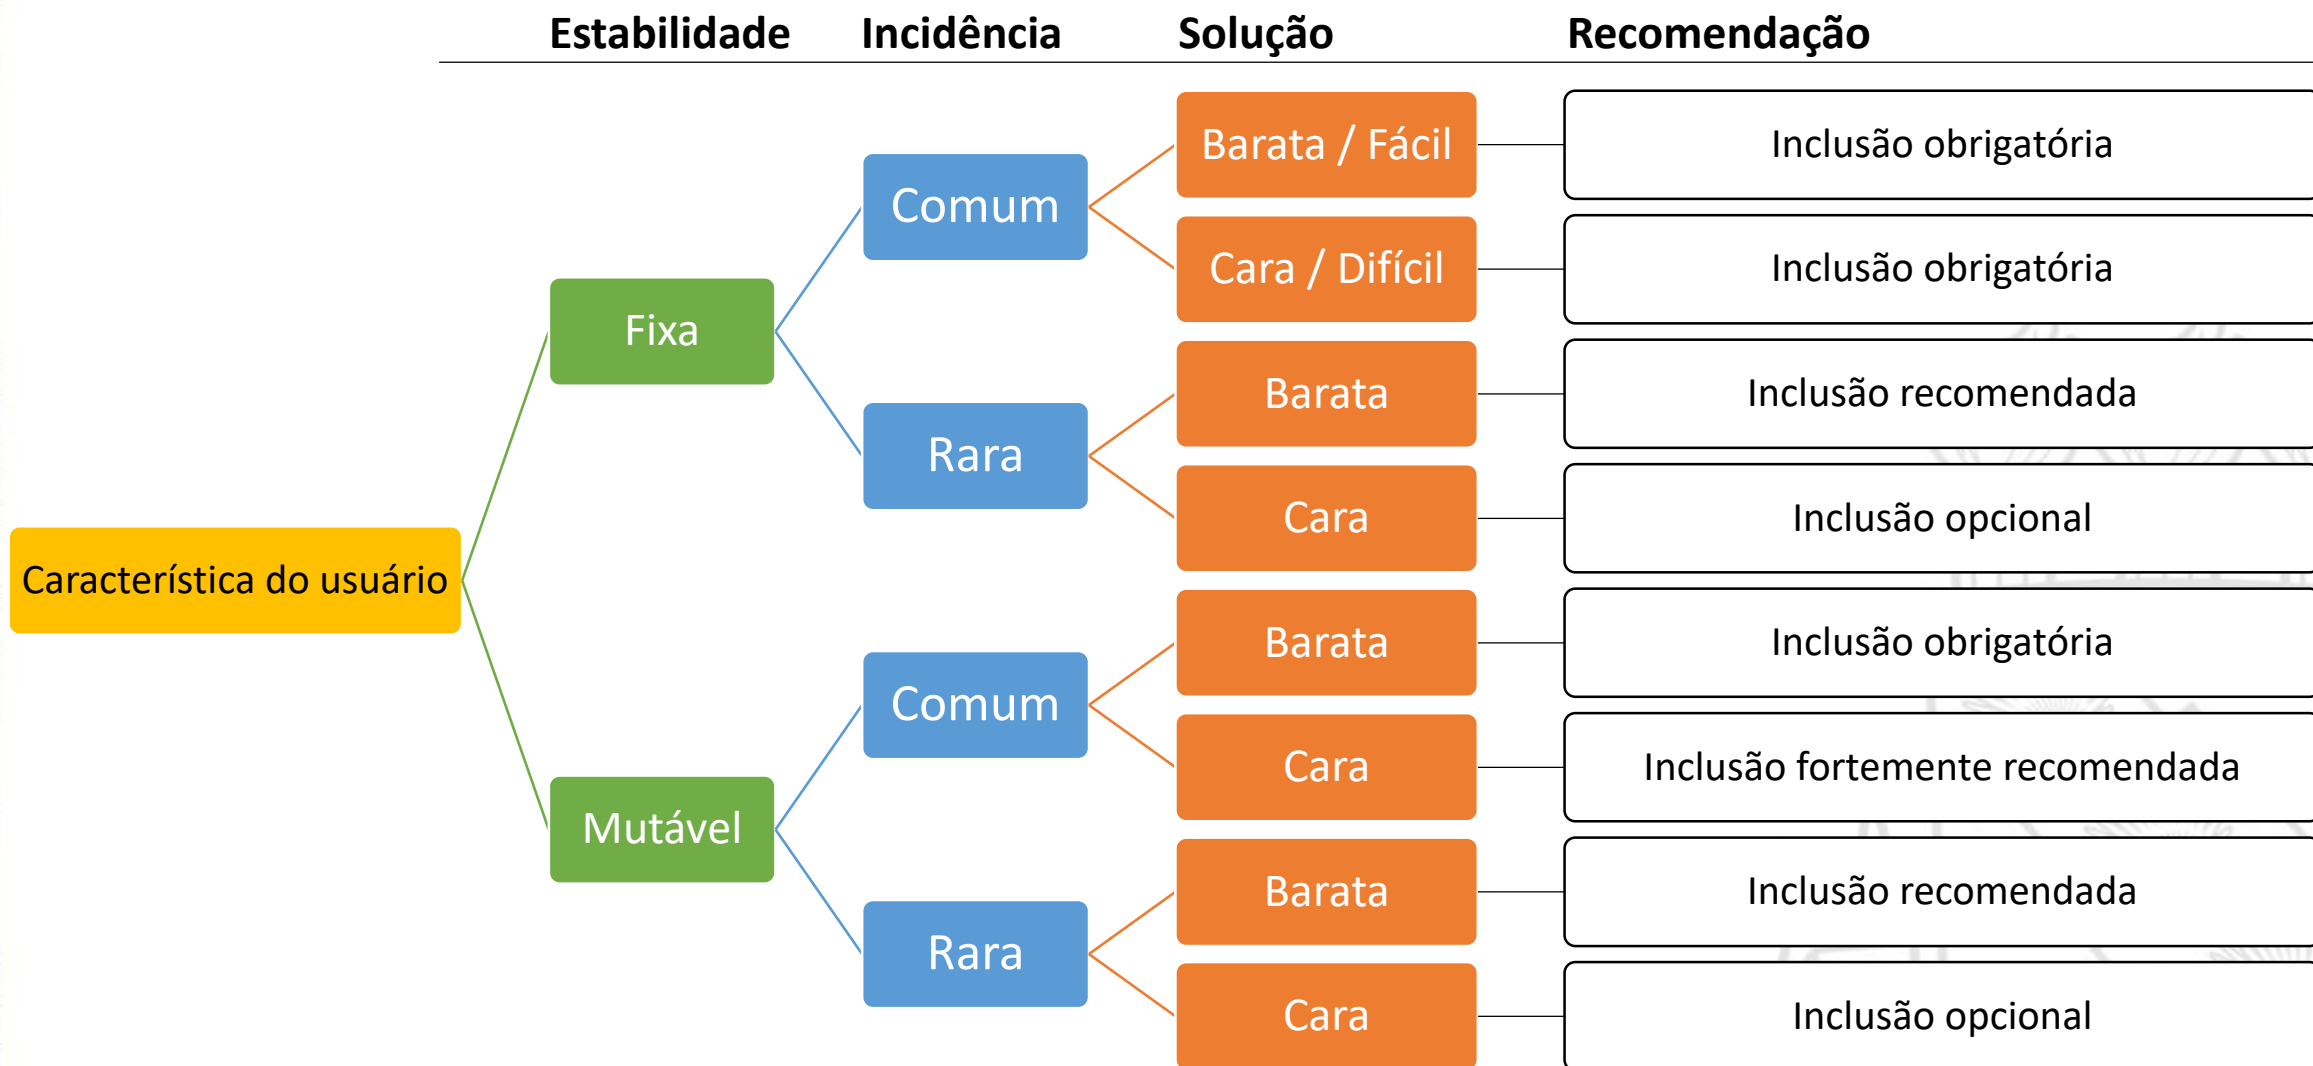 Estabilidade Incidência Solução Recomendação
Barata / Fácil Inclusão obrigatória
Comum
Cara / Difícil Inclusão obrigatória
Fixa
Barata Inclusão recomendada
Rara
Cara Inclusão opcional
Característica do usuário
Barata Inclusão obrigatória
Comum
Cara Inclusão fortemente recomendada
Mutável
Barata Inclusão recomendada
Rara
Cara Inclusão opcional